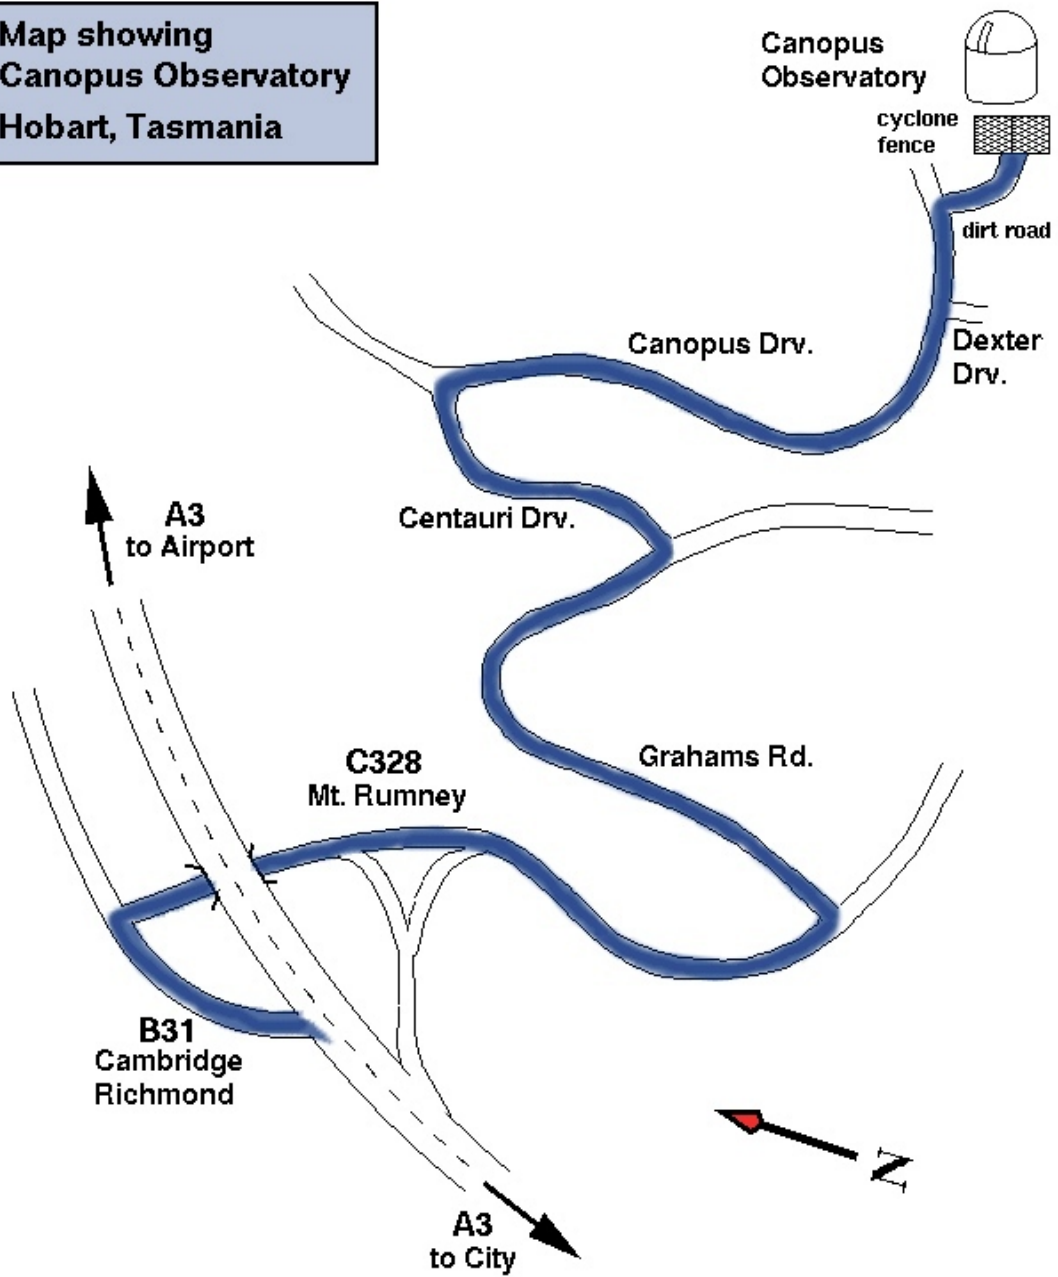 Map showing
Canopus Observatory
Hobart, Tasmania
Canopus
Observatory
cyclone
fence
dirt road
Canopus Drv.
Dexter
Drv.
A3
to Airport
Centauri Drv.
C328
Mt. Rumney
Grahams Rd.
B31
Cambridge
Richmond
N
A3
to City